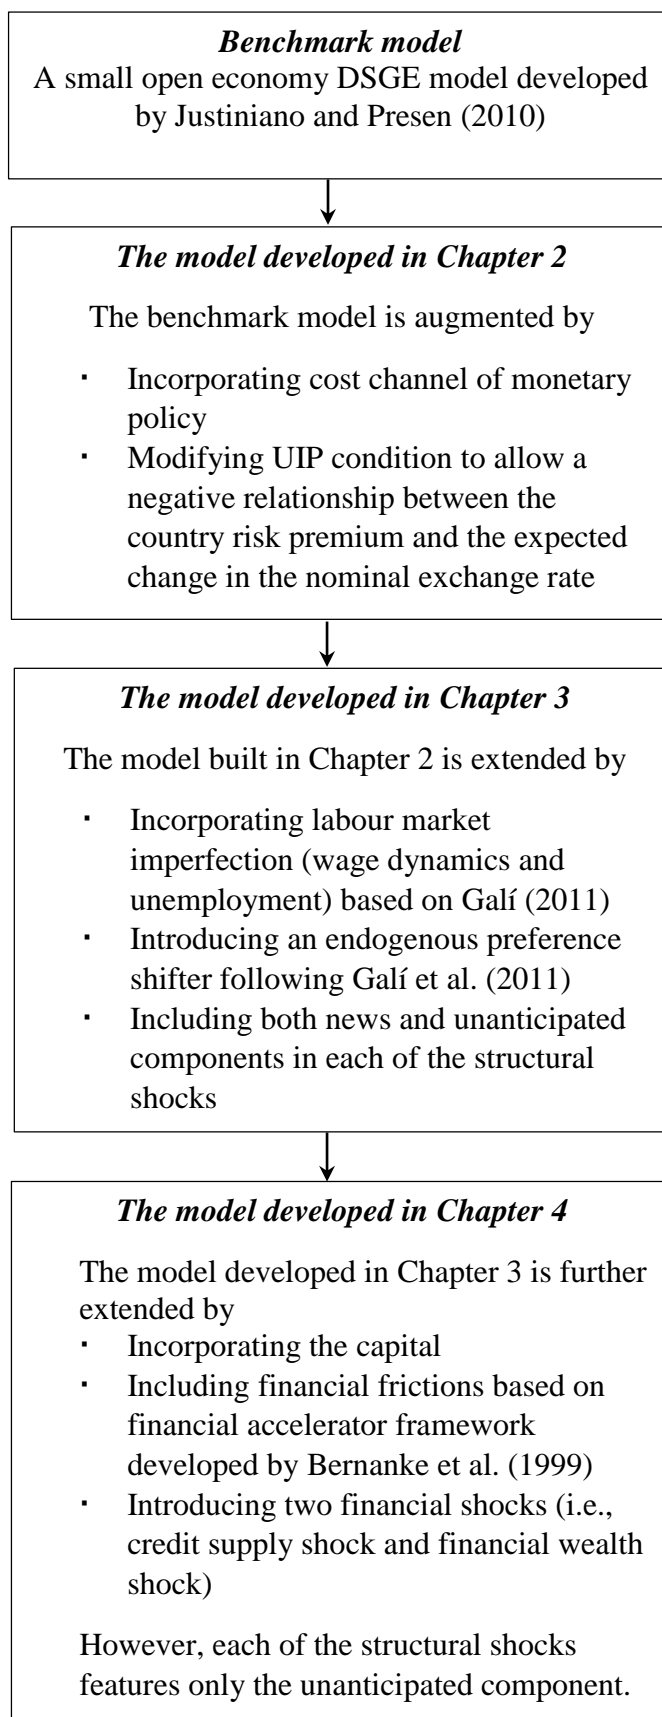 Benchmark model
A small open economy DSGE model developed
by Justiniano and Presen (2010)
The model developed in Chapter 2
The benchmark model is augmented by
▪ Incorporating cost channel of monetary
policy
▪ Modifying UIP condition to allow a
negative relationship between the
country risk premium and the expected
change in the nominal exchange rate
The model developed in Chapter 3
The model built in Chapter 2 is extended by
▪ Incorporating labour market
imperfection (wage dynamics and
unemployment) based on Galí (2011)
▪ Introducing an endogenous preference
shifter following Galí et al. (2011)
▪ Including both news and unanticipated
components in each of the structural
shocks
The model developed in Chapter 4
The model developed in Chapter 3 is further
extended by
▪ Incorporating the capital
▪ Including financial frictions based on
financial accelerator framework
developed by Bernanke et al. (1999)
▪ Introducing two financial shocks (i.e.,
credit supply shock and financial wealth
shock)
However, each of the structural shocks
features only the unanticipated component.